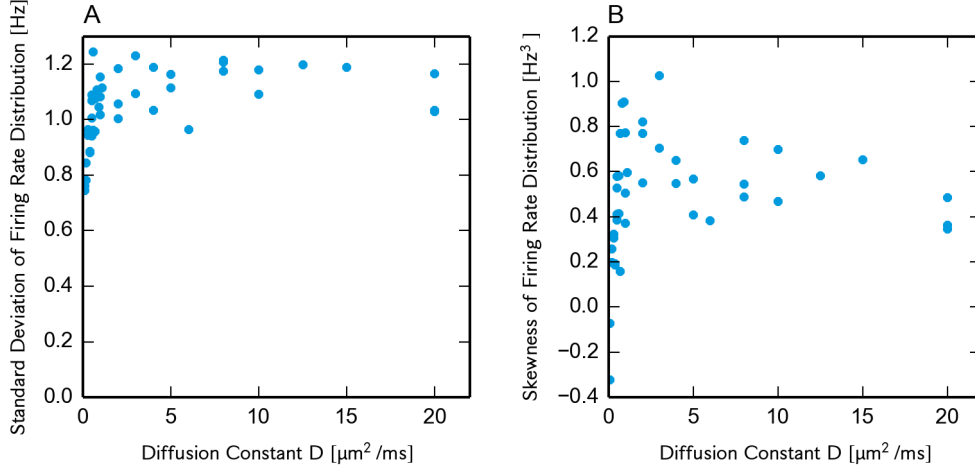 A
Standard Deviation of Firing Rate Distribution [Hz]
1.2
1.0
0.8
0.6
0.4
0.2
0.0
0 5 10 15 20
Diffusion Constant D [µm² /ms]
B
Skewness of Firing Rate Distribution [Hz³ ]
1.2
1.0
0.8
0.6
0.4
0.2
0.0
−0.2
−0.4
0 5 10 15 20
Diffusion Constant D [µm² /ms]